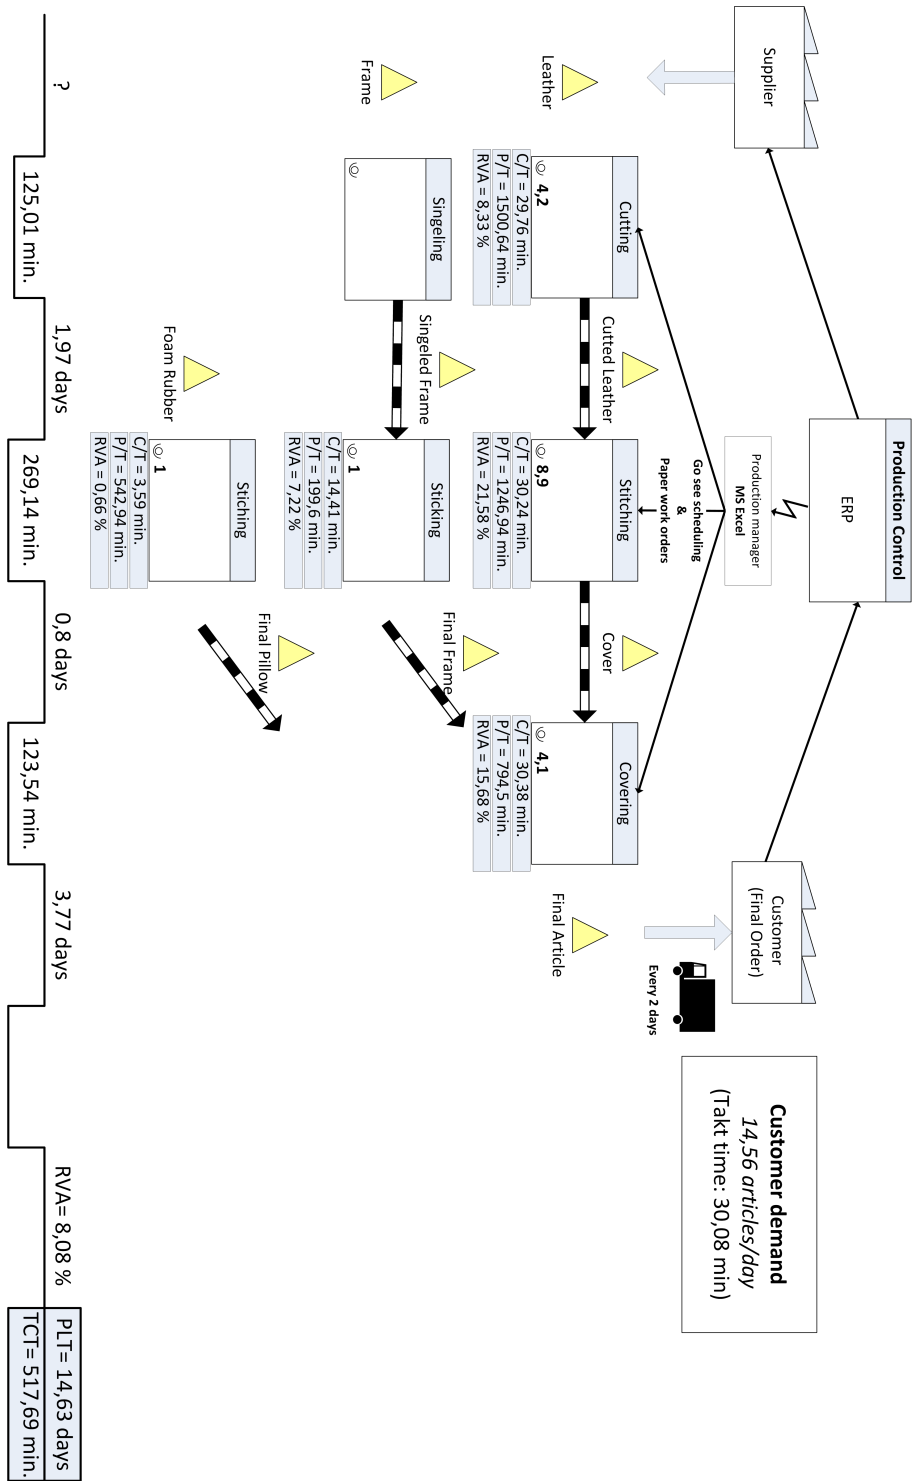 Production Control
ERP
Supplier
Customer
(Final Order)
Production manager
MS Excel
Go see scheduling
&
Paper work orders
Every 2 days
Customer demand
14,56 articles/day
(Takt time: 30,08 min)
Leather
Cutting
4,2
C/T = 29,76 min.
P/T = 1500,64 min.
RVA = 8,33 %
Cutted Leather
Stitching
8,9
C/T = 30,24 min.
P/T = 1246,94 min.
RVA = 21,58 %
Cover
Covering
4,1
C/T = 30,38 min.
P/T = 794,5 min.
RVA = 15,68 %
Final Article
Frame
Singeling
Singeled Frame
Sticking
1
C/T = 14,41 min.
P/T = 199,6 min.
RVA = 7,22 %
Final Frame
Foam Rubber
Sticking
1
C/T = 3,59 min.
P/T = 542,94 min.
RVA = 0,66 %
Final Pillow
?
125,01 min.
1,97 days
269,14 min.
0,8 days
123,54 min.
3,77 days
RVA= 8,08 %
PLT= 14,63 days
TCT= 517,69 min.